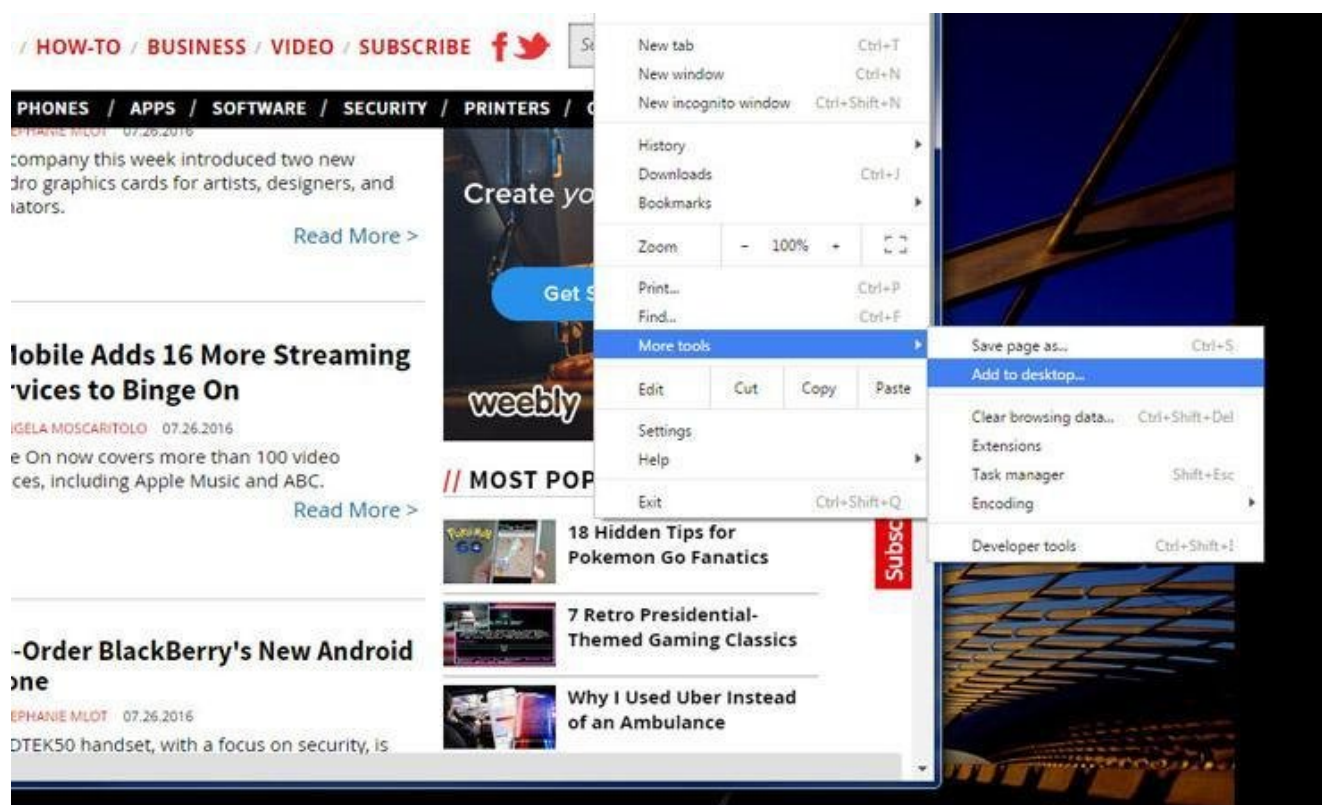 / HOW-TO / BUSINESS / VIDEO / SUBSCRIBE
PHONES / APPS / SOFTWARE / SECURITY / PRINTERS /
07.26.2016
company this week introduced two new
dro graphics cards for artists, designers, and
nators.
Read More >
Mobile Adds 16 More Streaming
rvices to Binge On
NGELA MOSCARITOLO 07.26.2016
e On now covers more than 100 video
ces, including Apple Music and ABC.
Read More >
-Order BlackBerry's New Android
one
EPHANIE MLOT 07.26.2016
DTEK50 handset, with a focus on security, is
Create yo
Get S
weebly
// MOST POP
Pokemon GO
18 Hidden Tips for
Pokemon Go Fanatics
7 Retro Presidential-
Themed Gaming Classics
Why I Used Uber Instead
of an Ambulance
Subsc
New tab Ctrl+T
New window Ctrl+N
New incognito window Ctrl+Shift+N
History
Downloads Ctrl+J
Bookmarks
Zoom - 100% +
Print... Ctrl+P
Find... Ctrl+F
More tools
Edit Cut Copy Paste
Settings
Help
Exit Ctrl+Shift+Q
Save page as... Ctrl+S
Add to desktop...
Clear browsing data... Ctrl+Shift+Del
Extensions
Task manager Shift+Esc
Encoding
Developer tools Ctrl+Shift+I